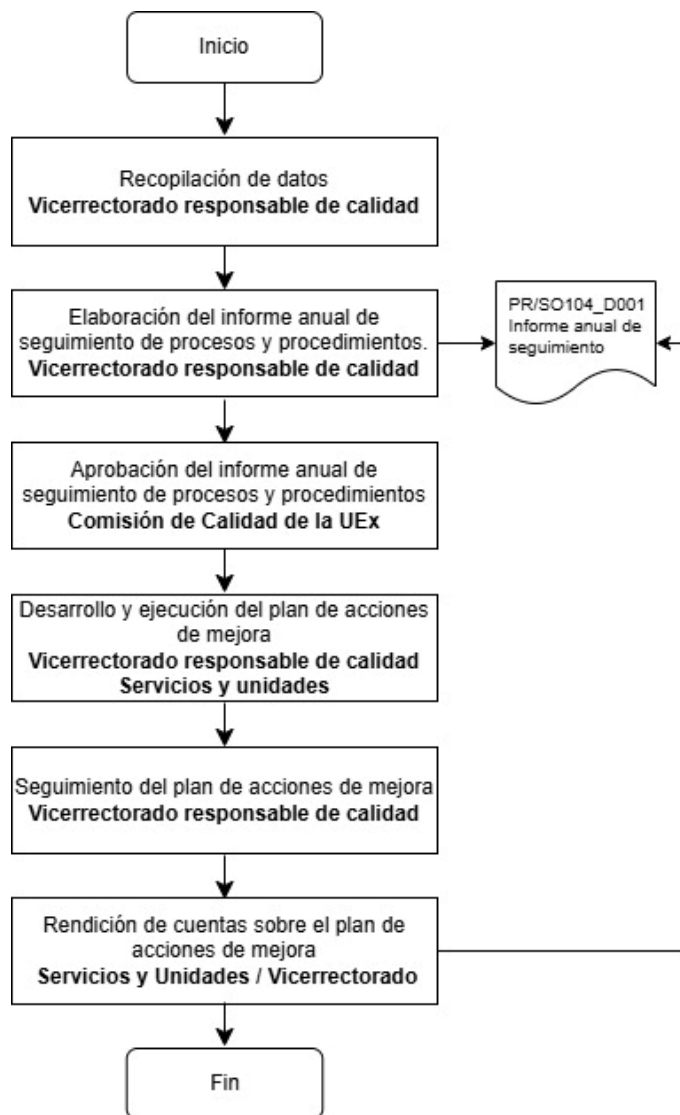 Inicio
Recopilación de datos
Vicerrectorado responsable de calidad
Elaboración del informe anual de
seguimiento de procesos y procedimientos.
Vicerrectorado responsable de calidad
PR/SO104_D001
Informe anual de
seguimiento
Aprobación del informe anual de
seguimiento de procesos y procedimientos
Comisión de Calidad de la UEx
Desarrollo y ejecución del plan de acciones
de mejora
Vicerrectorado responsable de calidad
Servicios y unidades
Seguimiento del plan de acciones de mejora
Vicerrectorado responsable de calidad
Rendición de cuentas sobre el plan de
acciones de mejora
Servicios y Unidades / Vicerrectorado
Fin